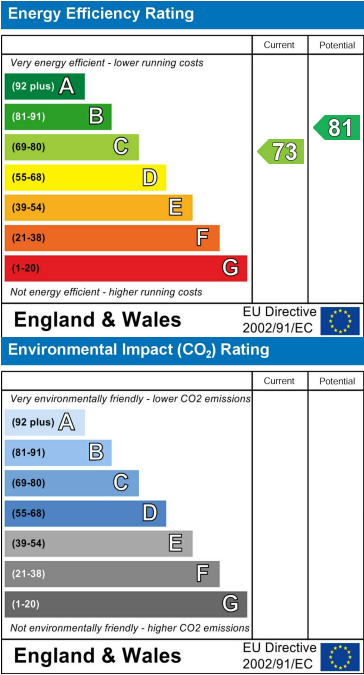 Energy Efficiency Rating
Current Potential
Very energy efficient - lower running costs
(92 plus) A
(81-91) B
81
(69-80) C
73
(55-68) D
(39-54) E
(21-38) F
(1-20) G
Not energy efficient - higher running costs
England & Wales
EU Directive
2002/91/EC
Environmental Impact (CO₂) Rating
Current Potential
Very environmentally friendly - lower CO2 emissions
(92 plus) A
(81-91) B
(69-80) C
(55-68) D
(39-54) E
(21-38) F
(1-20) G
Not environmentally friendly - higher CO2 emissions
England & Wales
EU Directive
2002/91/EC